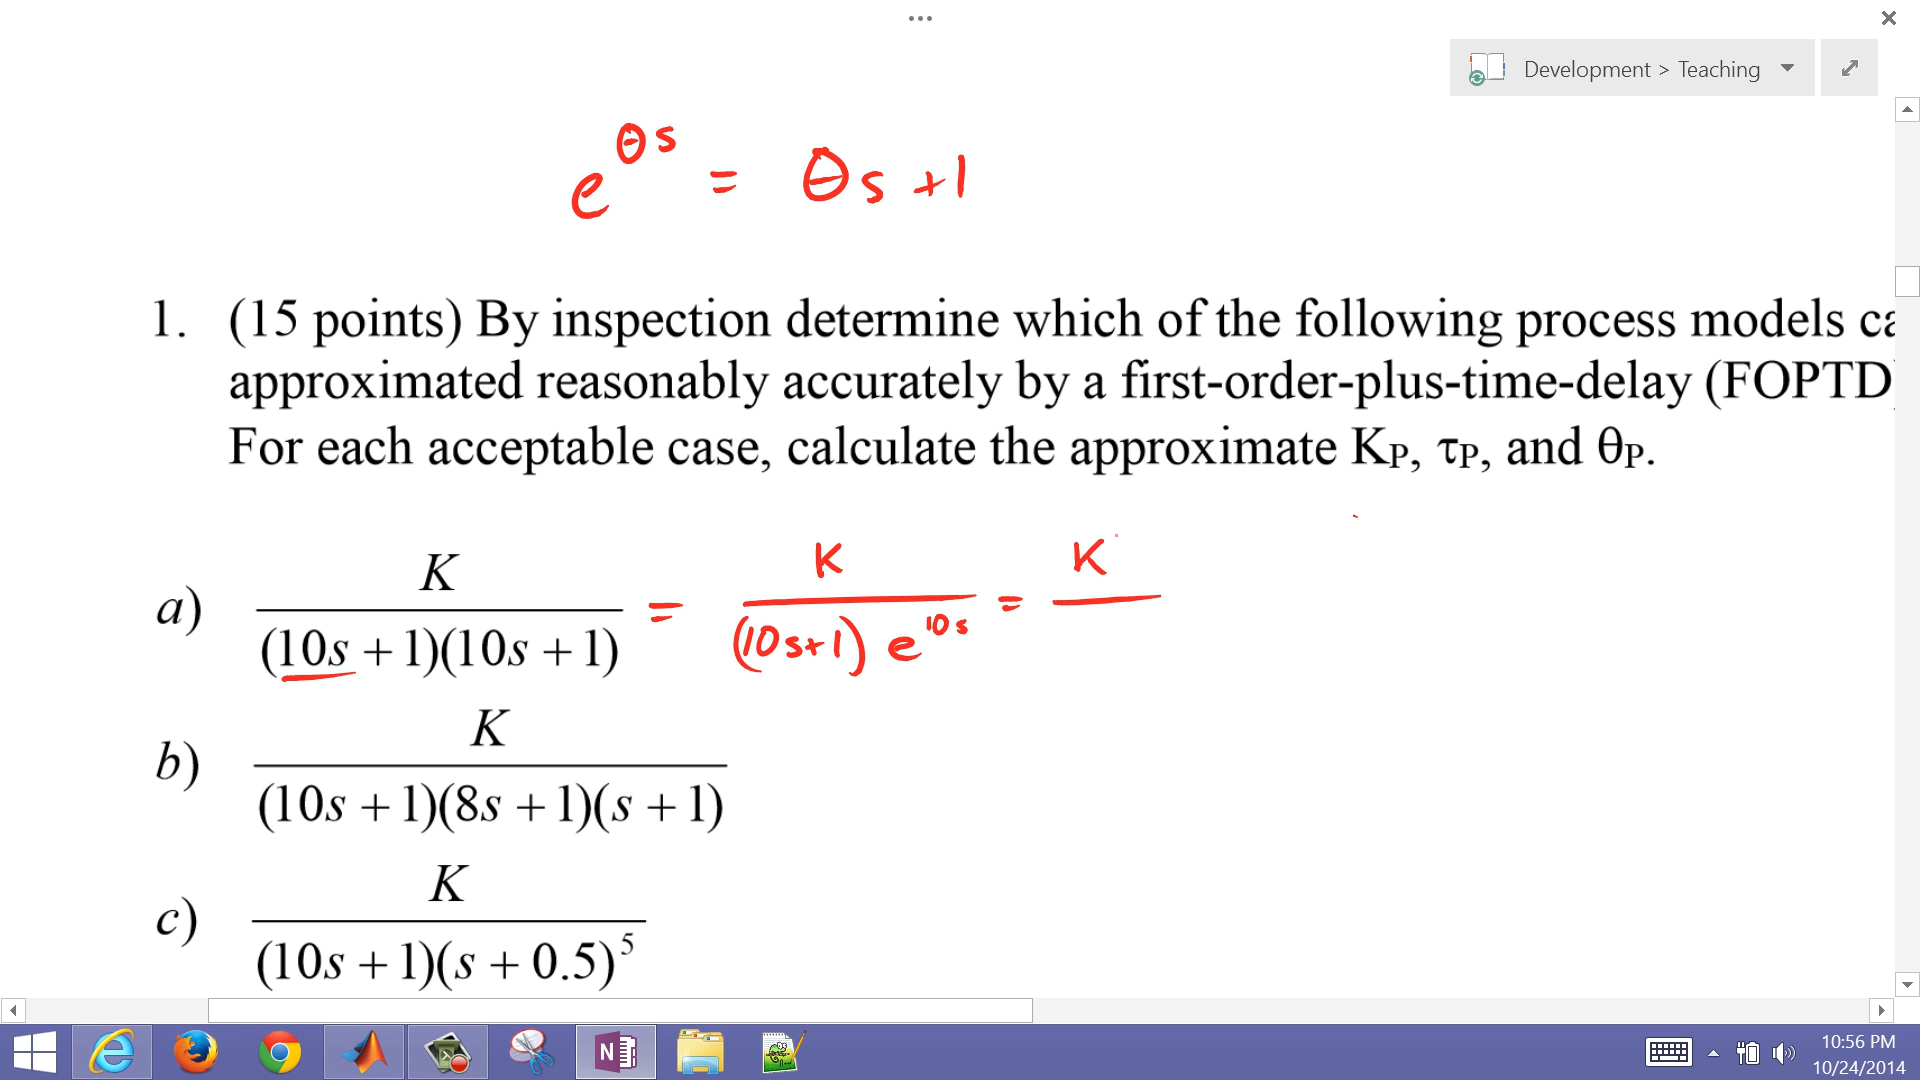 ...
Development > Teaching
e^{θs} = θs + 1
1. (15 points) By inspection determine which of the following process models ca
approximated reasonably accurately by a first-order-plus-time-delay (FOPTD)
For each acceptable case, calculate the approximate K_P, τ_P, and θ_P.
a) K / (10s + 1)(10s + 1) = K / (10s+1) e^{10s} = K /
b) K / (10s + 1)(8s + 1)(s + 1)
c) K / (10s + 1)(s + 0.5)^5
N
10:56 PM
10/24/2014